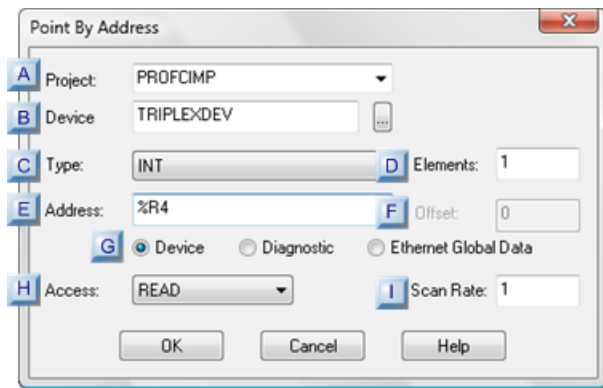 Point By Address
A Project: PROFCIMP
B Device TRIPLEXDEV ...
C Type: INT D Elements: 1
E Address: %R4 F Offset: 0
G Device Diagnostic Ethernet Global Data
H Access: READ I Scan Rate: 1
OK Cancel Help